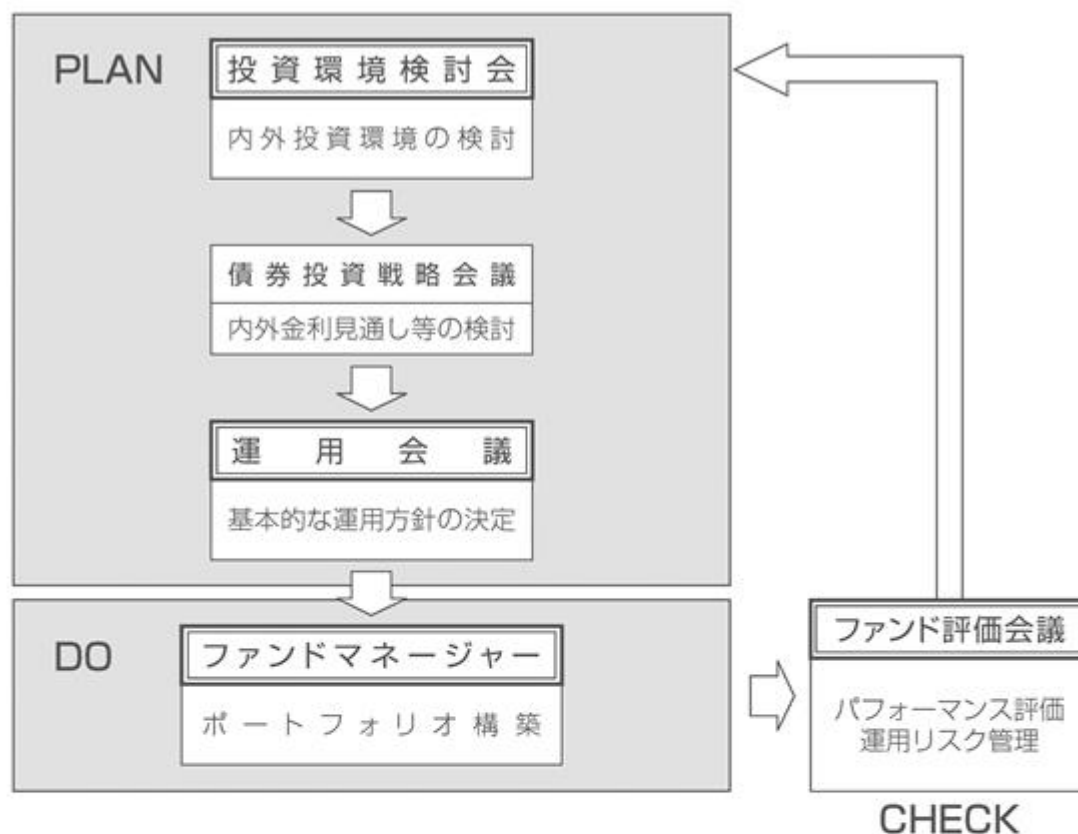 PLAN
投資環境検討会
内外投資環境の検討
債券投資戦略会議
内外金利見通し等の検討
運用会議
基本的な運用方針の決定
DO
ファンドマネージャー
ポートフォリオ構築
ファンド評価会議
パフォーマンス評価
運用リスク管理
CHECK